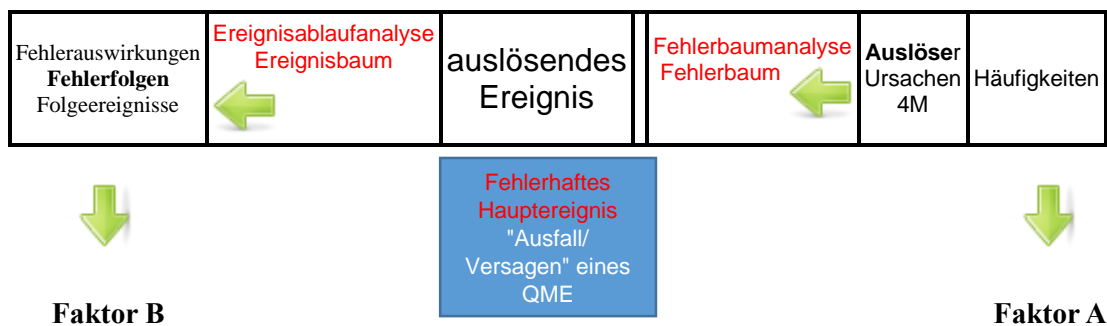 Fehlerauswirkungen
Fehlerfolgen
Folgeereignisse
Ereignisablaufanalyse
Ereignisbaum
auslösendes
Ereignis
Fehlerbaumanalyse
Fehlerbaum
Auslöser
Ursachen
4M
Häufigkeiten
Fehlerhaftes
Hauptereignis
"Ausfall/
Versagen" eines
QME
Faktor B
Faktor A